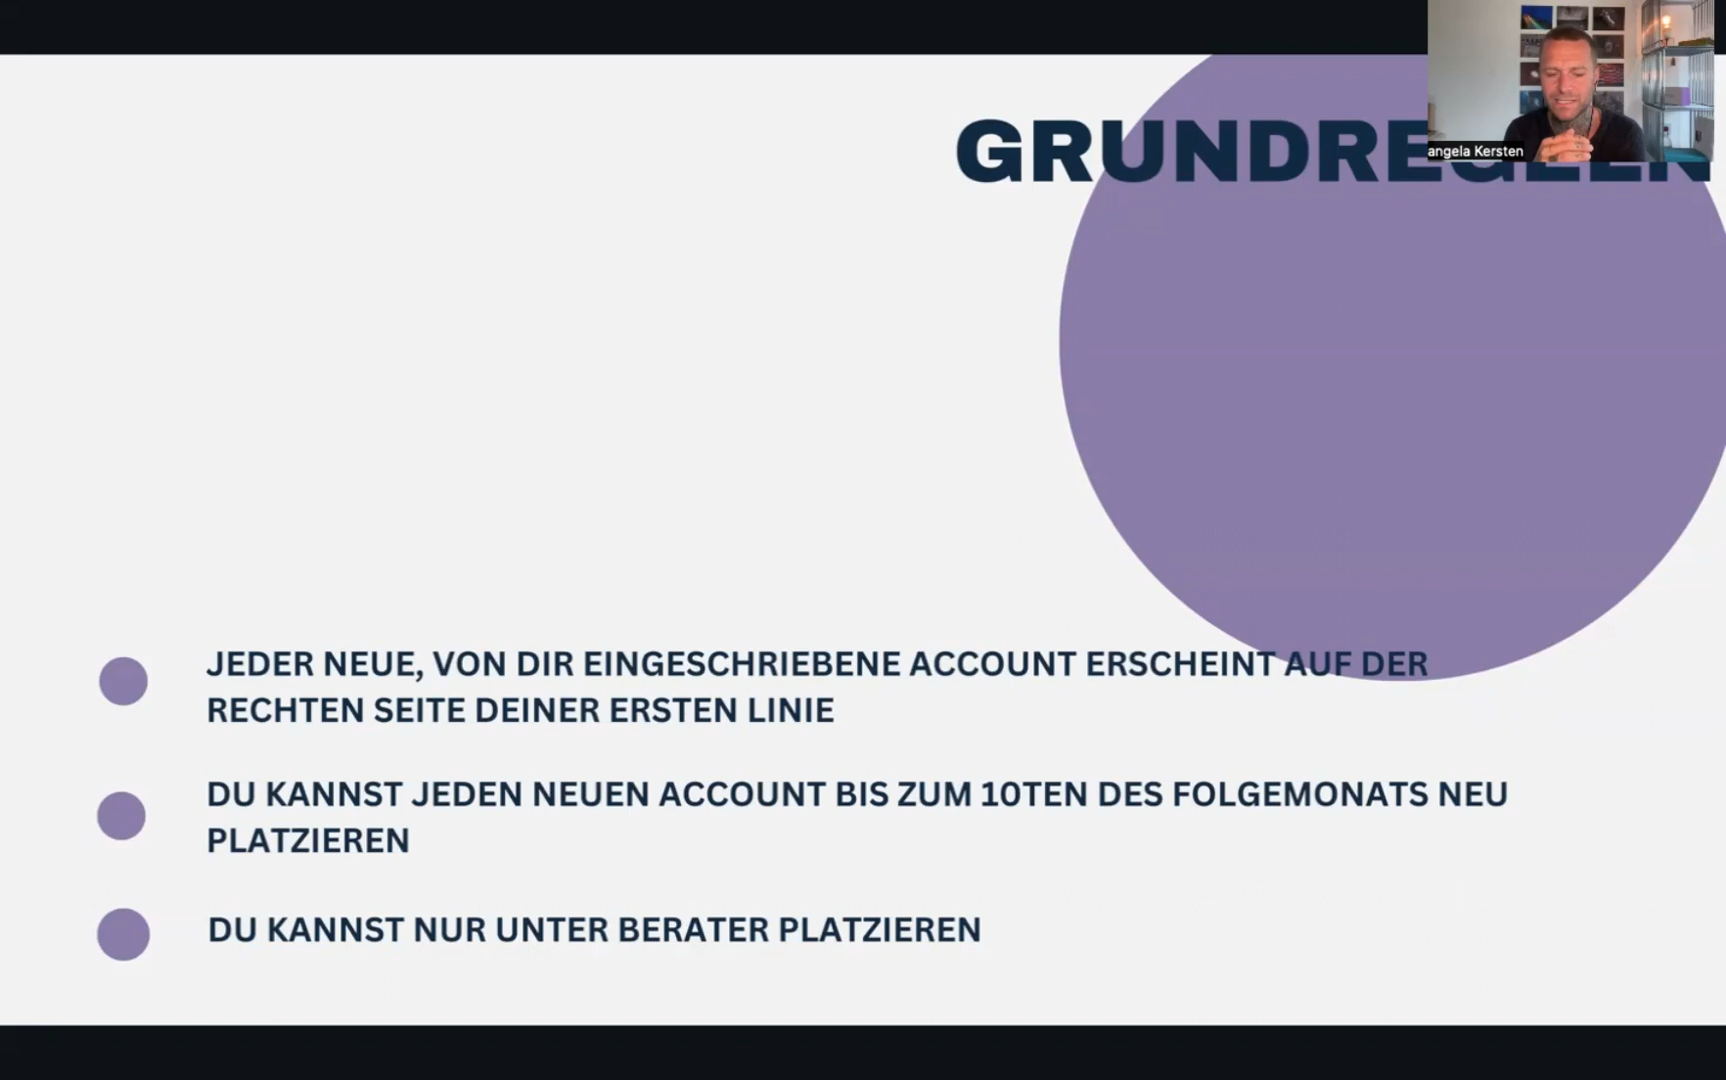 GRUNDREGELN
angela Kersten
JEDER NEUE, VON DIR EINGESCHRIEBENE ACCOUNT ERSCHEINT AUF DER
RECHTEN SEITE DEINER ERSTEN LINIE
DU KANNST JEDEN NEUEN ACCOUNT BIS ZUM 10TEN DES FOLGEMONATS NEU
PLATZIEREN
DU KANNST NUR UNTER BERATER PLATZIEREN